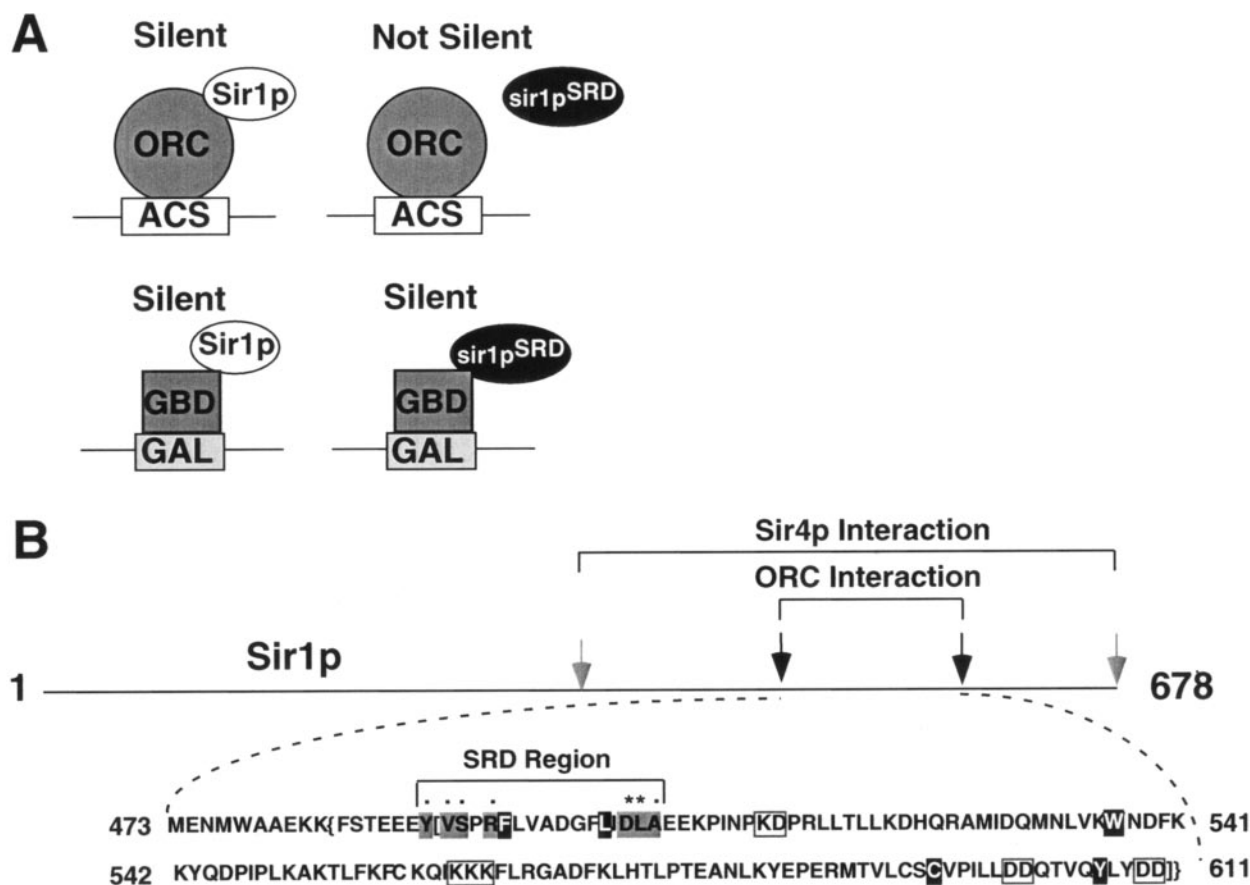 A
Silent
Not Silent
Sir1p
sir1pSRD
ORC
ORC
ACS
ACS
Silent
Silent
Sir1p
sir1pSRD
GBD
GBD
GAL
GAL
B
Sir4p Interaction
ORC Interaction
Sir1p
1
678
SRD Region
. . . . ** .
473 MENMWAAEKK{FSTEEEY[VSPRFLVADGFLIDLAEEKPINPKDPRLLTLLKDHQRAMIDQMNLVKWNDFK 541
542 KYQDPIPLKAKTLFKFCKQIKKKFLRGADFKLHTLPTEANLKYEPERMTVLCSCVPILLDDQTVQYLYDD]} 611